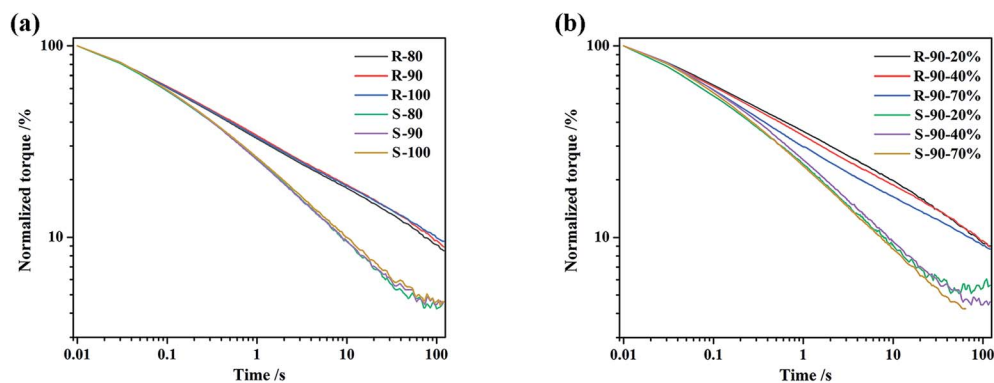 (a)
R-80
R-90
R-100
S-80
S-90
S-100
100
10
Normalized torque /%
0.01 0.1 1 10 100
Time /s
(b)
R-90-20%
R-90-40%
R-90-70%
S-90-20%
S-90-40%
S-90-70%
100
10
Normalized torque /%
0.01 0.1 1 10 100
Time /s